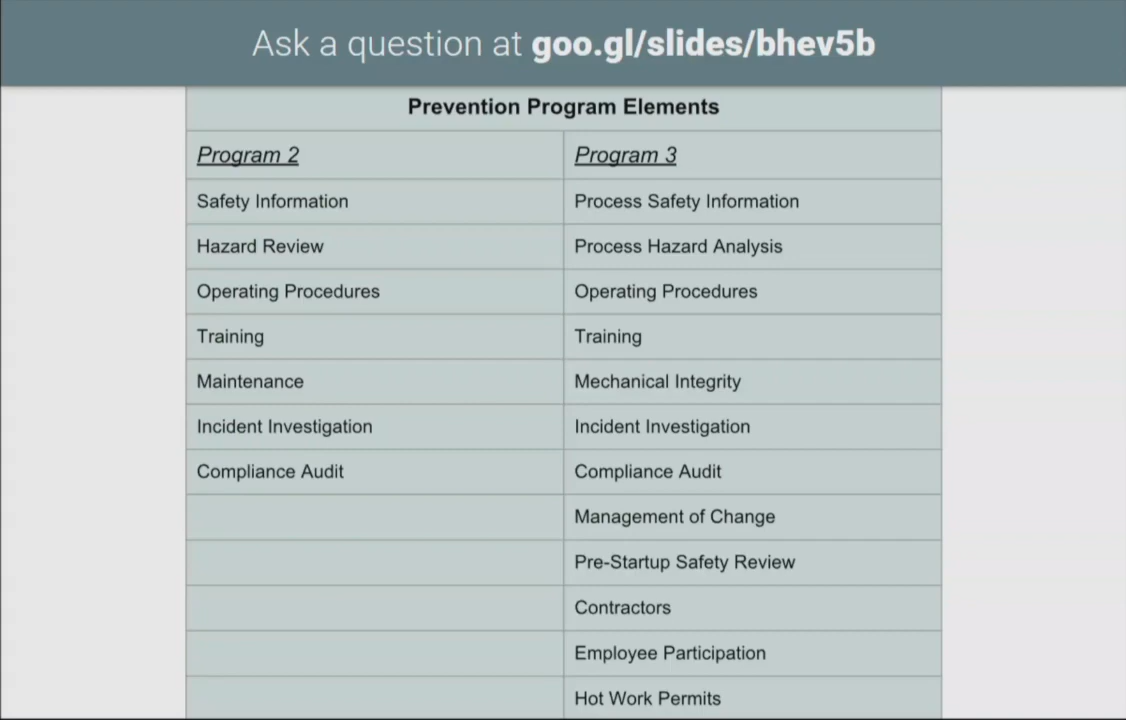 Ask a question at goo.gl/slides/bhev5b
Prevention Program Elements
Program 2 Program 3
Safety Information Process Safety Information
Hazard Review Process Hazard Analysis
Operating Procedures Operating Procedures
Training Training
Maintenance Mechanical Integrity
Incident Investigation Incident Investigation
Compliance Audit Compliance Audit
Management of Change
Pre-Startup Safety Review
Contractors
Employee Participation
Hot Work Permits